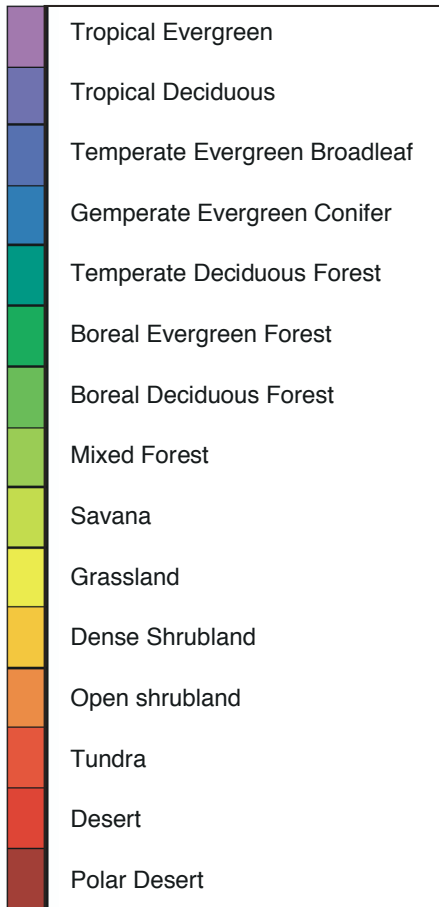 Tropical Evergreen
Tropical Deciduous
Temperate Evergreen Broadleaf
Gemperate Evergreen Conifer
Temperate Deciduous Forest
Boreal Evergreen Forest
Boreal Deciduous Forest
Mixed Forest
Savana
Grassland
Dense Shrubland
Open shrubland
Tundra
Desert
Polar Desert